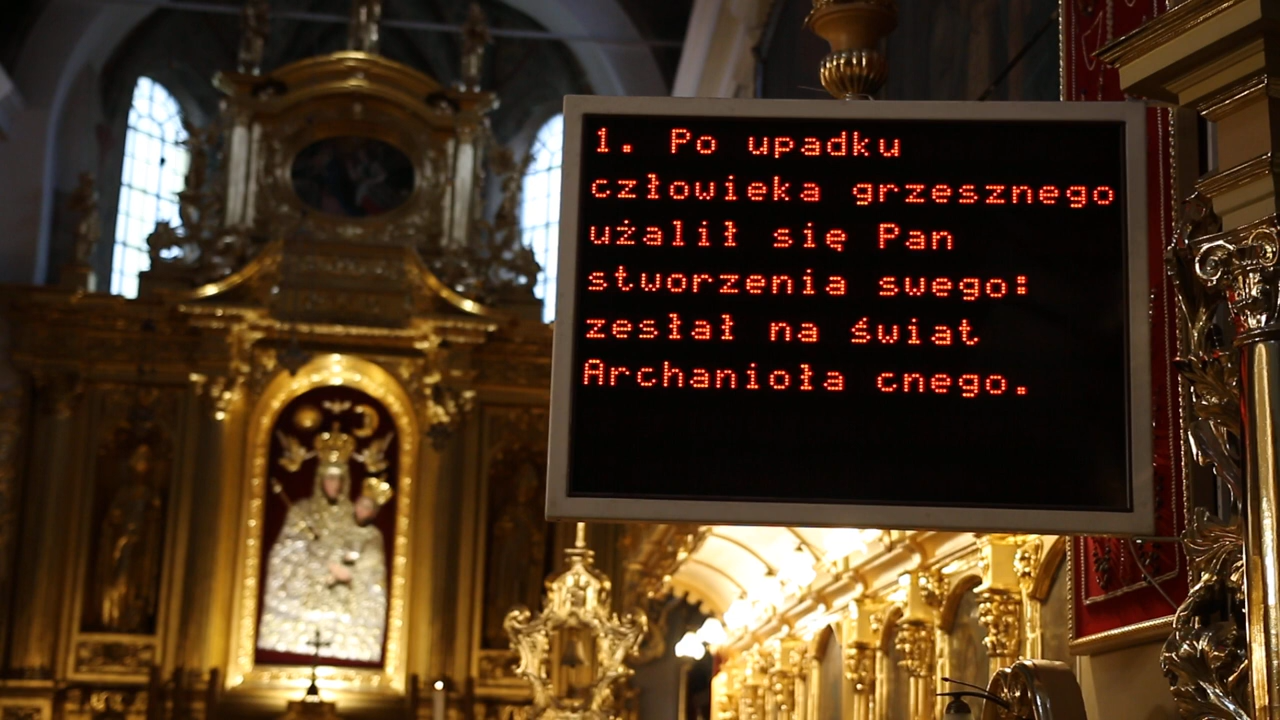 1. Po upadku
człowieka grzesznego
użalił się Pan
stworzenia swego:
zesłał na świat
Archanioła cnego.